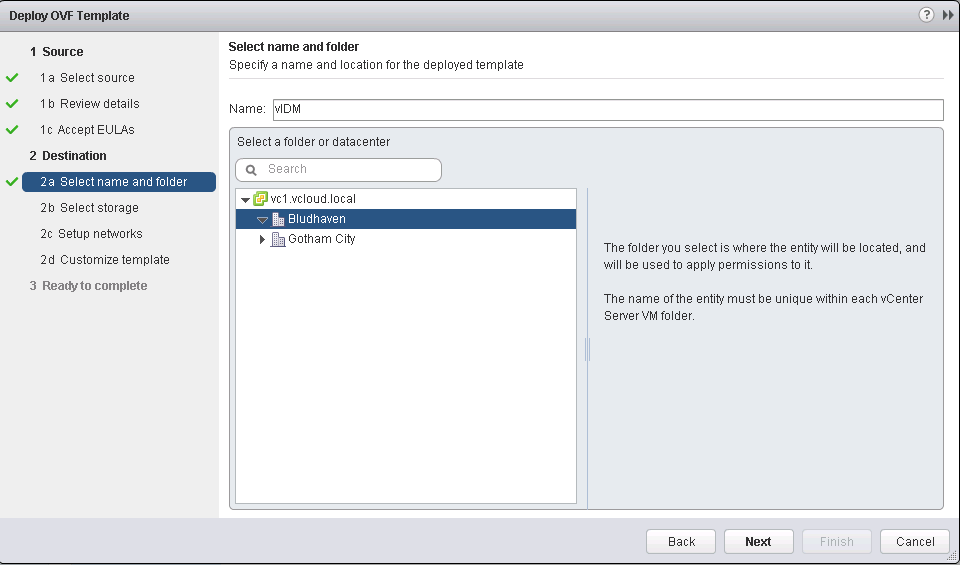 Deploy OVF Template
1 Source
1a Select source
1b Review details
1c Accept EULAs
2 Destination
2a Select name and folder
2b Select storage
2c Setup networks
2d Customize template
3 Ready to complete
Select name and folder
Specify a name and location for the deployed template
Name: vIDM
Select a folder or datacenter
Search
vc1.vcloud.local
Bludhaven
Gotham City
The folder you select is where the entity will be located, and
will be used to apply permissions to it.
The name of the entity must be unique within each vCenter
Server VM folder.
Back
Next
Finish
Cancel